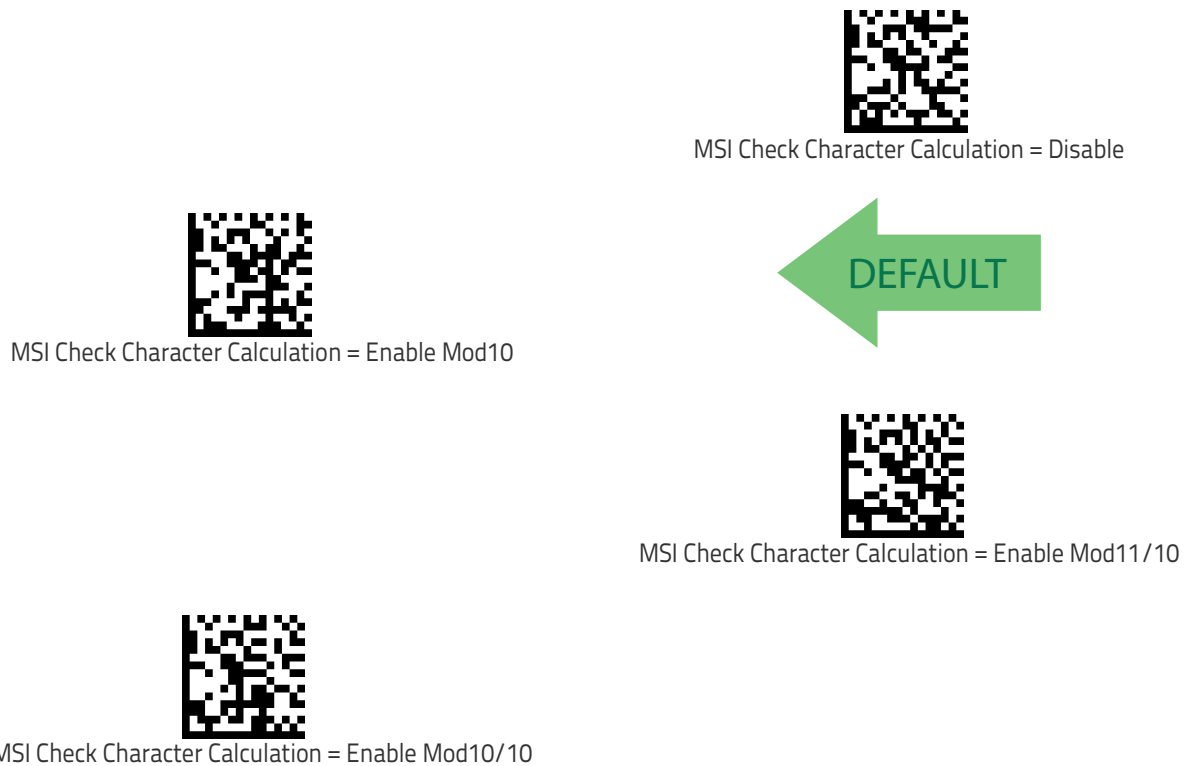 MSI Check Character Calculation = Disable
DEFAULT
MSI Check Character Calculation = Enable Mod10
MSI Check Character Calculation = Enable Mod11/10
MSI Check Character Calculation = Enable Mod10/10